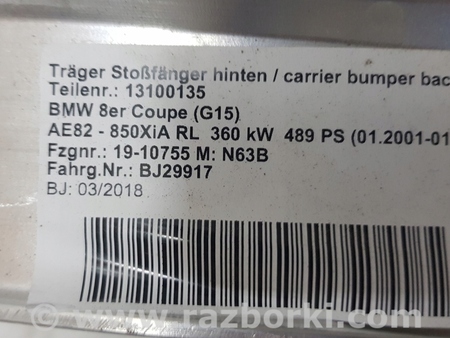 Träger Stoßfänger hinten / carrier bumper bac
Teilenr.: 13100135
BMW 8er Coupe (G15)
AE82 - 850XiA RL 360 kW 489 PS (01.2001-01
Fzgnr.: 19-10755 M: N63B
Fahrg.Nr.: BJ29917
BJ: 03/2018
www.razborki.com